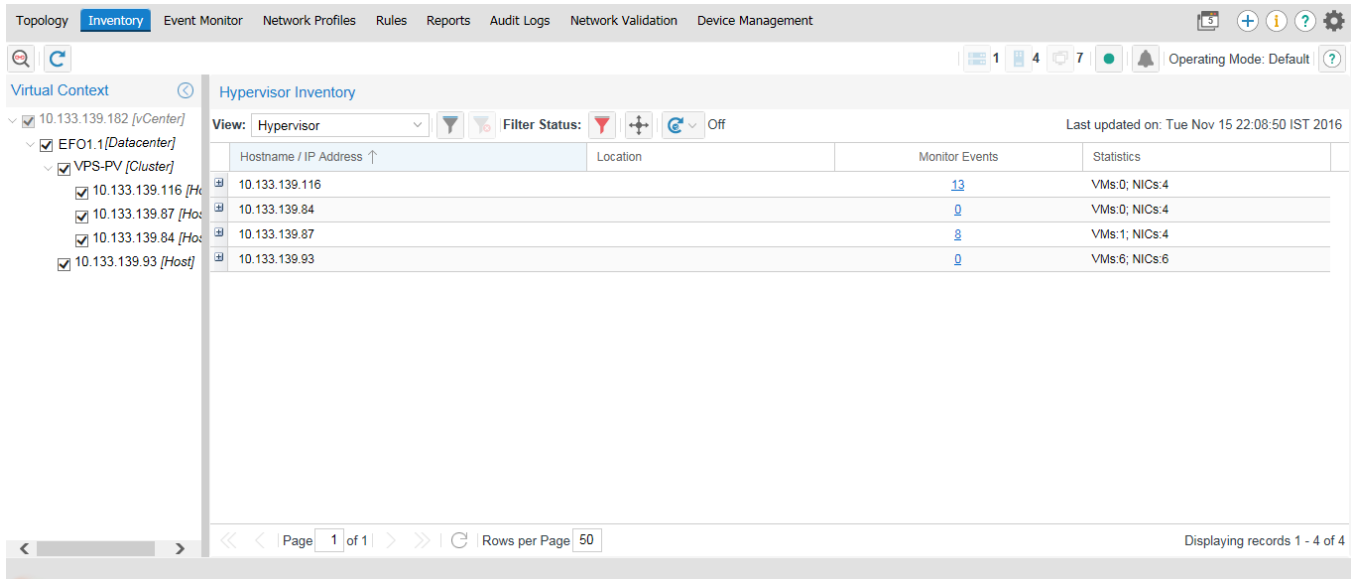 Topology Inventory Event Monitor Network Profiles Rules Reports Audit Logs Network Validation Device Management 5
1 4 7 Operating Mode: Default
Virtual Context Hypervisor Inventory
10.133.139.182 [vCenter]
EFO1.1[Datacenter]
VPS-PV [Cluster]
10.133.139.116 [Ho
10.133.139.87 [Hos
10.133.139.84 [Hos
10.133.139.93 [Host]
View: Hypervisor Filter Status: Off Last updated on: Tue Nov 15 22:08:50 IST 2016
Hostname / IP Address Location Monitor Events Statistics
10.133.139.116 13 VMs:0; NICs:4
10.133.139.84 0 VMs:0; NICs:4
10.133.139.87 8 VMs:1; NICs:4
10.133.139.93 0 VMs:6; NICs:6
Page 1 of 1 Rows per Page 50 Displaying records 1 - 4 of 4